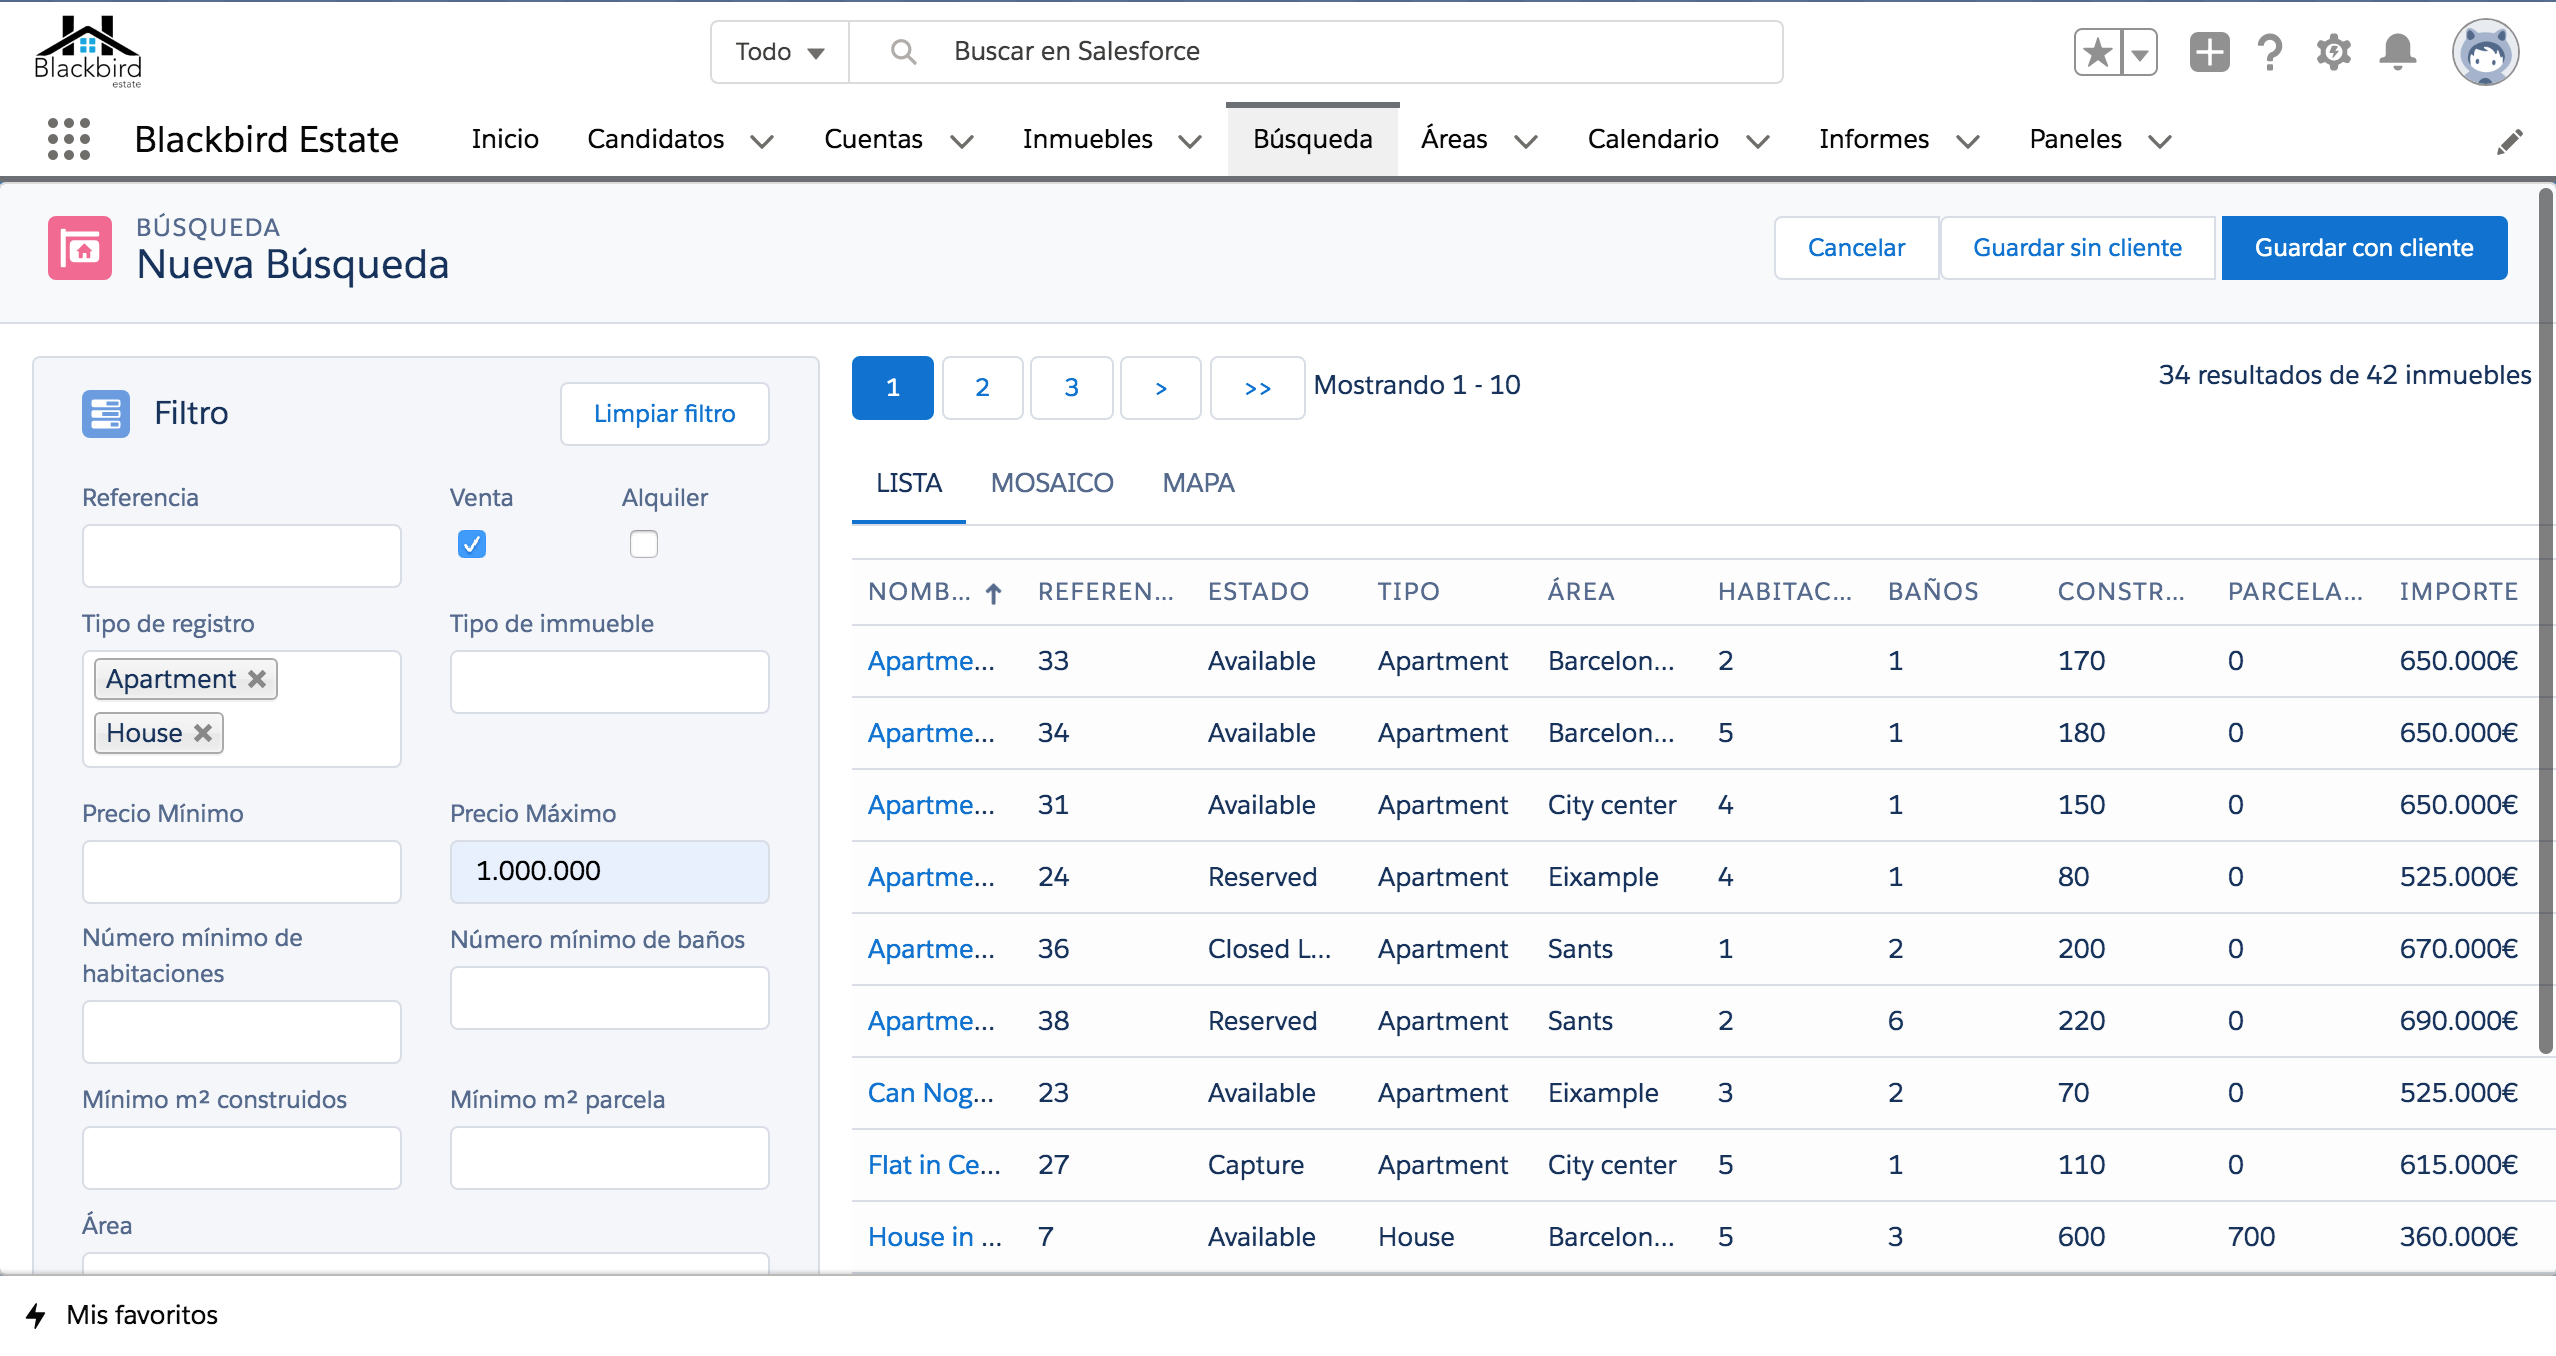 Blackbird
estate
Todo
Buscar en Salesforce
Blackbird Estate Inicio Candidatos Cuentas Inmuebles Búsqueda Áreas Calendario Informes Paneles
BÚSQUEDA
Nueva Búsqueda
Cancelar Guardar sin cliente Guardar con cliente
Filtro Limpiar filtro
Referencia Venta Alquiler
Tipo de registro Tipo de immueble
Apartment
House
Precio Mínimo Precio Máximo
1.000.000
Número mínimo de habitaciones Número mínimo de baños
Mínimo m² construidos Mínimo m² parcela
Área
1 2 3 > >> Mostrando 1 - 10
34 resultados de 42 inmuebles
LISTA MOSAICO MAPA
NOMB... REFEREN... ESTADO TIPO ÁREA HABITAC... BAÑOS CONSTR... PARCELA... IMPORTE
Apartme... 33 Available Apartment Barcelon... 2 1 170 0 650.000€
Apartme... 34 Available Apartment Barcelon... 5 1 180 0 650.000€
Apartme... 31 Available Apartment City center 4 1 150 0 650.000€
Apartme... 24 Reserved Apartment Eixample 4 1 80 0 525.000€
Apartme... 36 Closed L... Apartment Sants 1 2 200 0 670.000€
Apartme... 38 Reserved Apartment Sants 2 6 220 0 690.000€
Can Nog... 23 Available Apartment Eixample 3 2 70 0 525.000€
Flat in Ce... 27 Capture Apartment City center 5 1 110 0 615.000€
House in ... 7 Available House Barcelon... 5 3 600 700 360.000€
Mis favoritos